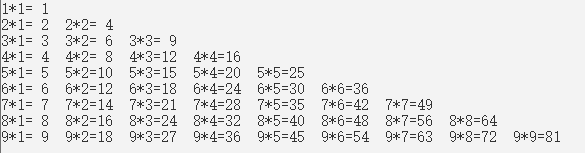 1*1= 1
2*1= 2  2*2= 4
3*1= 3  3*2= 6  3*3= 9
4*1= 4  4*2= 8  4*3=12  4*4=16
5*1= 5  5*2=10  5*3=15  5*4=20  5*5=25
6*1= 6  6*2=12  6*3=18  6*4=24  6*5=30  6*6=36
7*1= 7  7*2=14  7*3=21  7*4=28  7*5=35  7*6=42  7*7=49
8*1= 8  8*2=16  8*3=24  8*4=32  8*5=40  8*6=48  8*7=56  8*8=64
9*1= 9  9*2=18  9*3=27  9*4=36  9*5=45  9*6=54  9*7=63  9*8=72  9*9=81